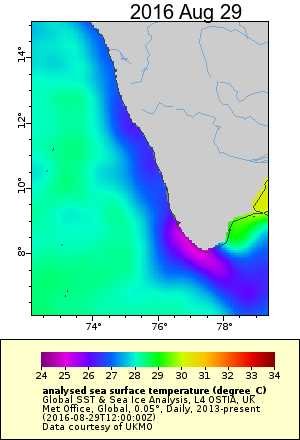 2016 Aug 29
14°
12°
10°
8°
74°
76°
78°
24 25 26 27 28 29 30 31 32 33 34
analysed sea surface temperature (degree_C)
Global SST & Sea Ice Analysis, L4 OSTIA, UK
Met Office, Global, 0.05°, Daily, 2013-present
(2016-08-29T12:00:00Z)
Data courtesy of UKMO